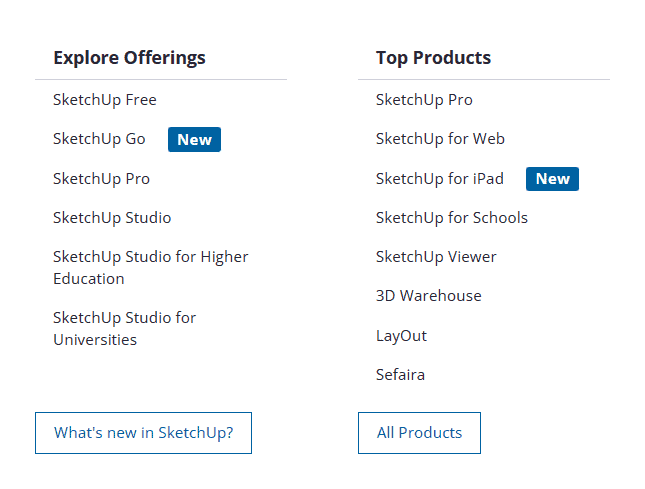 Explore Offerings
SketchUp Free
SketchUp Go New
SketchUp Pro
SketchUp Studio
SketchUp Studio for Higher
Education
SketchUp Studio for
Universities
What's new in SketchUp?
Top Products
SketchUp Pro
SketchUp for Web
SketchUp for iPad New
SketchUp for Schools
SketchUp Viewer
3D Warehouse
LayOut
Sefaira
All Products